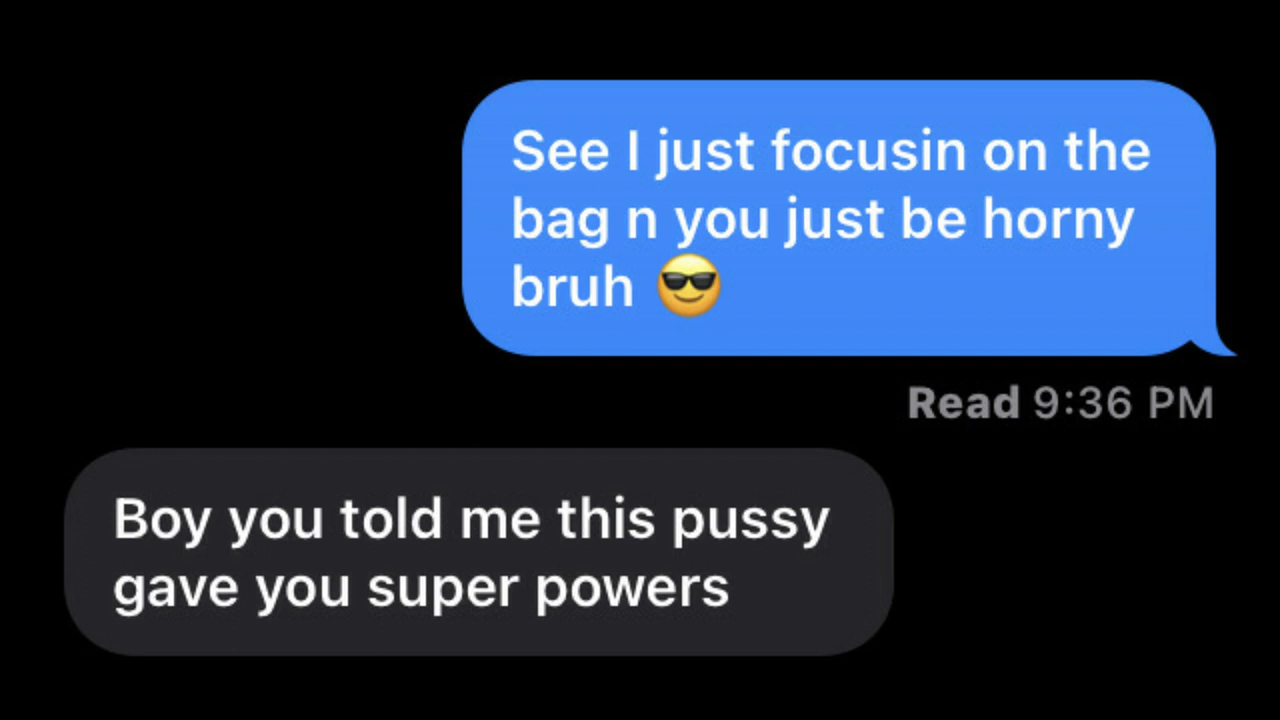 See I just focusin on the
bag n you just be horny
bruh 😎
Read 9:36 PM
Boy you told me this pussy
gave you super powers